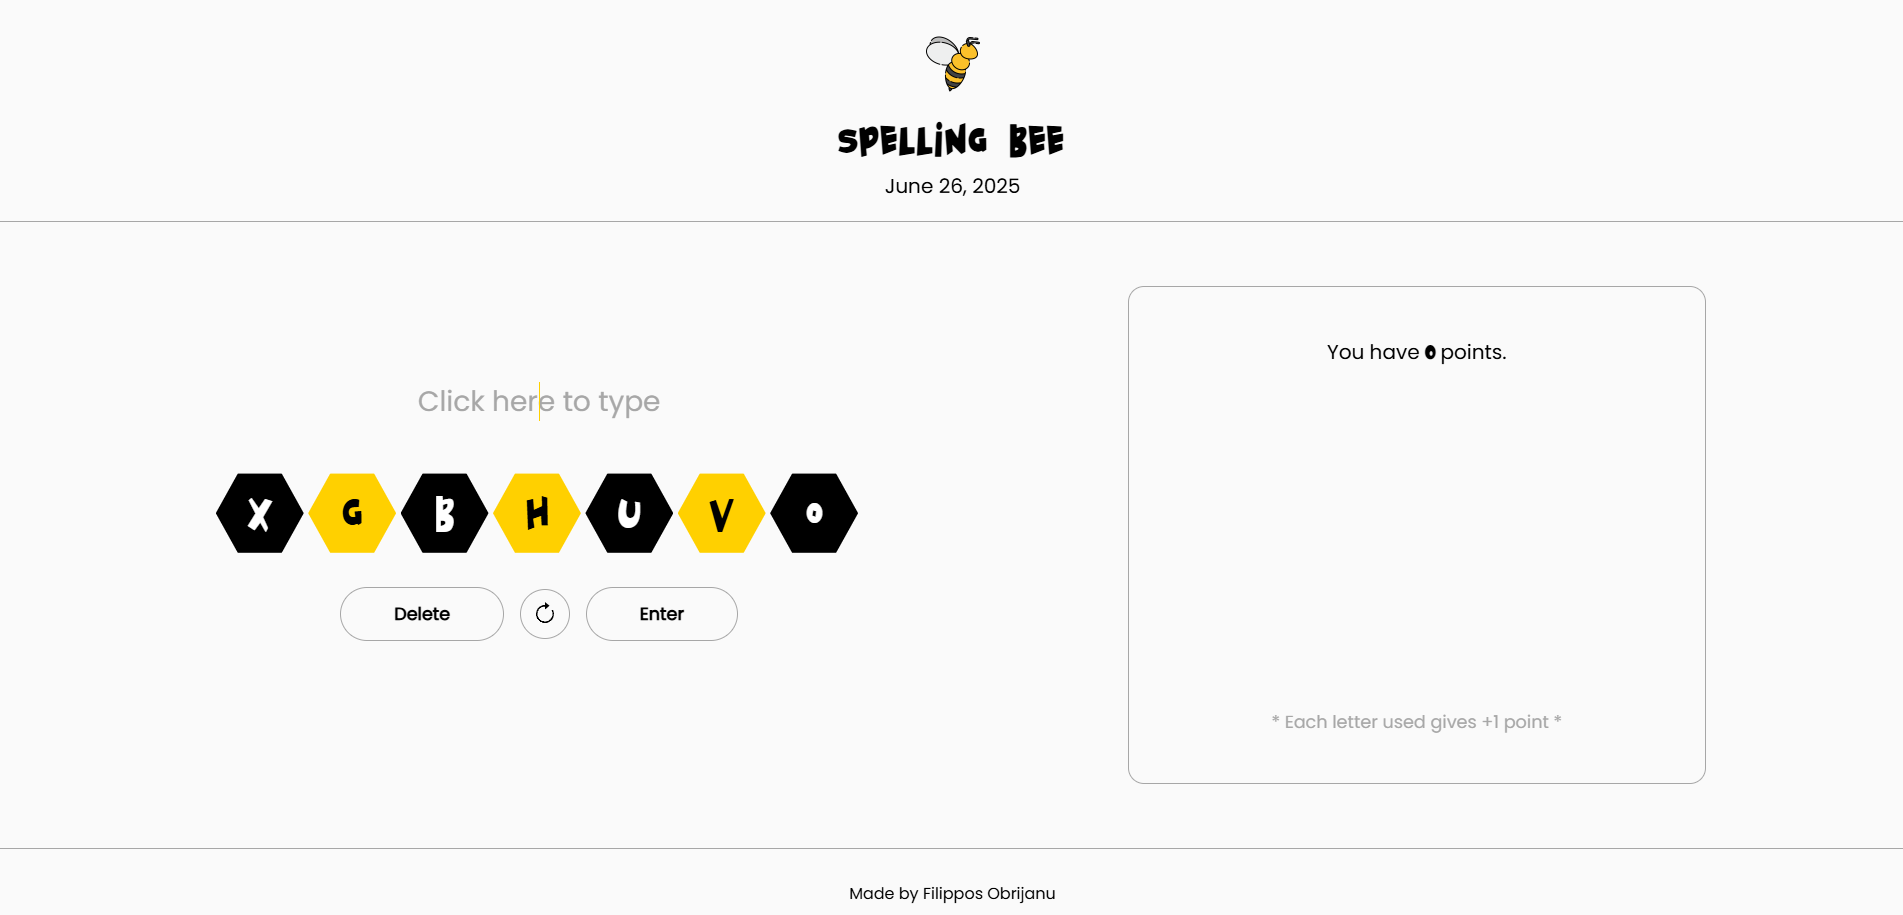 SPELLING BEE
June 26, 2025
Click here to type
X G B H U V O
Delete
Enter
You have 0 points.
* Each letter used gives +1 point *
Made by Filippos Obrijanu